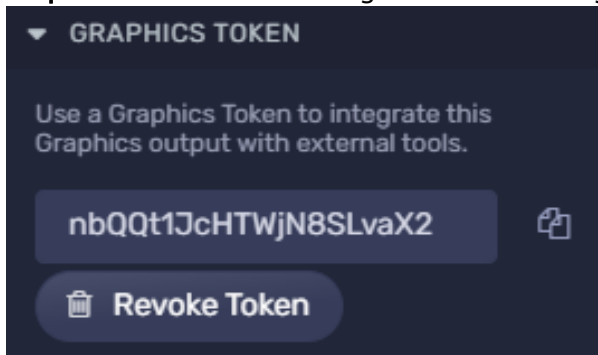 GRAPHICS TOKEN
Use a Graphics Token to integrate this
Graphics output with external tools.
nbQQt1JcHTWjN8SLvaX2
Revoke Token